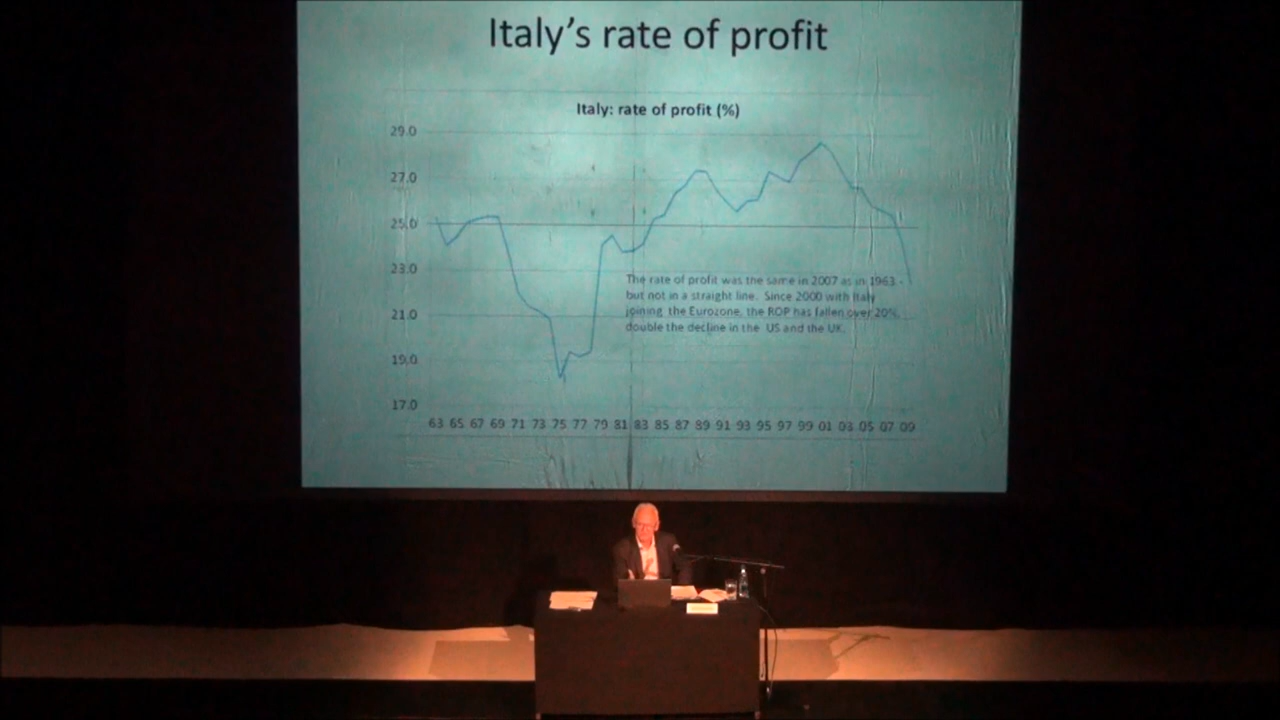 Italy's rate of profit
Italy: rate of profit (%)
29.0
27.0
25.0
23.0
21.0
19.0
17.0
The rate of profit was the same in 2007 as in 1963 -
but not in a straight line. Since 2000 with Italy
joining the Eurozone, the ROP has fallen over 20%,
double the decline in the US and the UK.
63 65 67 69 71 73 75 77 79 81 83 85 87 89 91 93 95 97 99 01 03 05 07 09